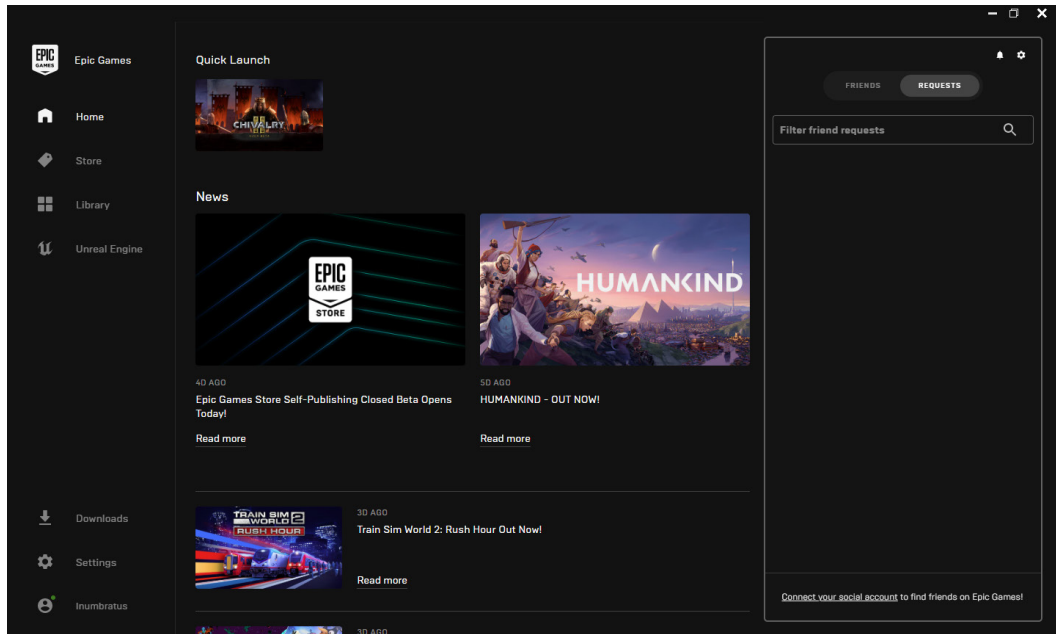 EPIC
GAMES
Epic Games
Home
Store
Library
Unreal Engine
Downloads
Settings
Inumbratus
Quick Launch
CHIVALRY
II
News
EPIC
GAMES
STORE
4D AGO
Epic Games Store Self-Publishing Closed Beta Opens
Today!
Read more
HUMANKIND
5D AGO
HUMANKIND - OUT NOW!
Read more
TRAIN SIM
WORLD 2
RUSH HOUR
3D AGO
Train Sim World 2: Rush Hour Out Now!
Read more
3D AGO
FRIENDS
REQUESTS
Filter friend requests
Connect your social account to find friends on Epic Games!